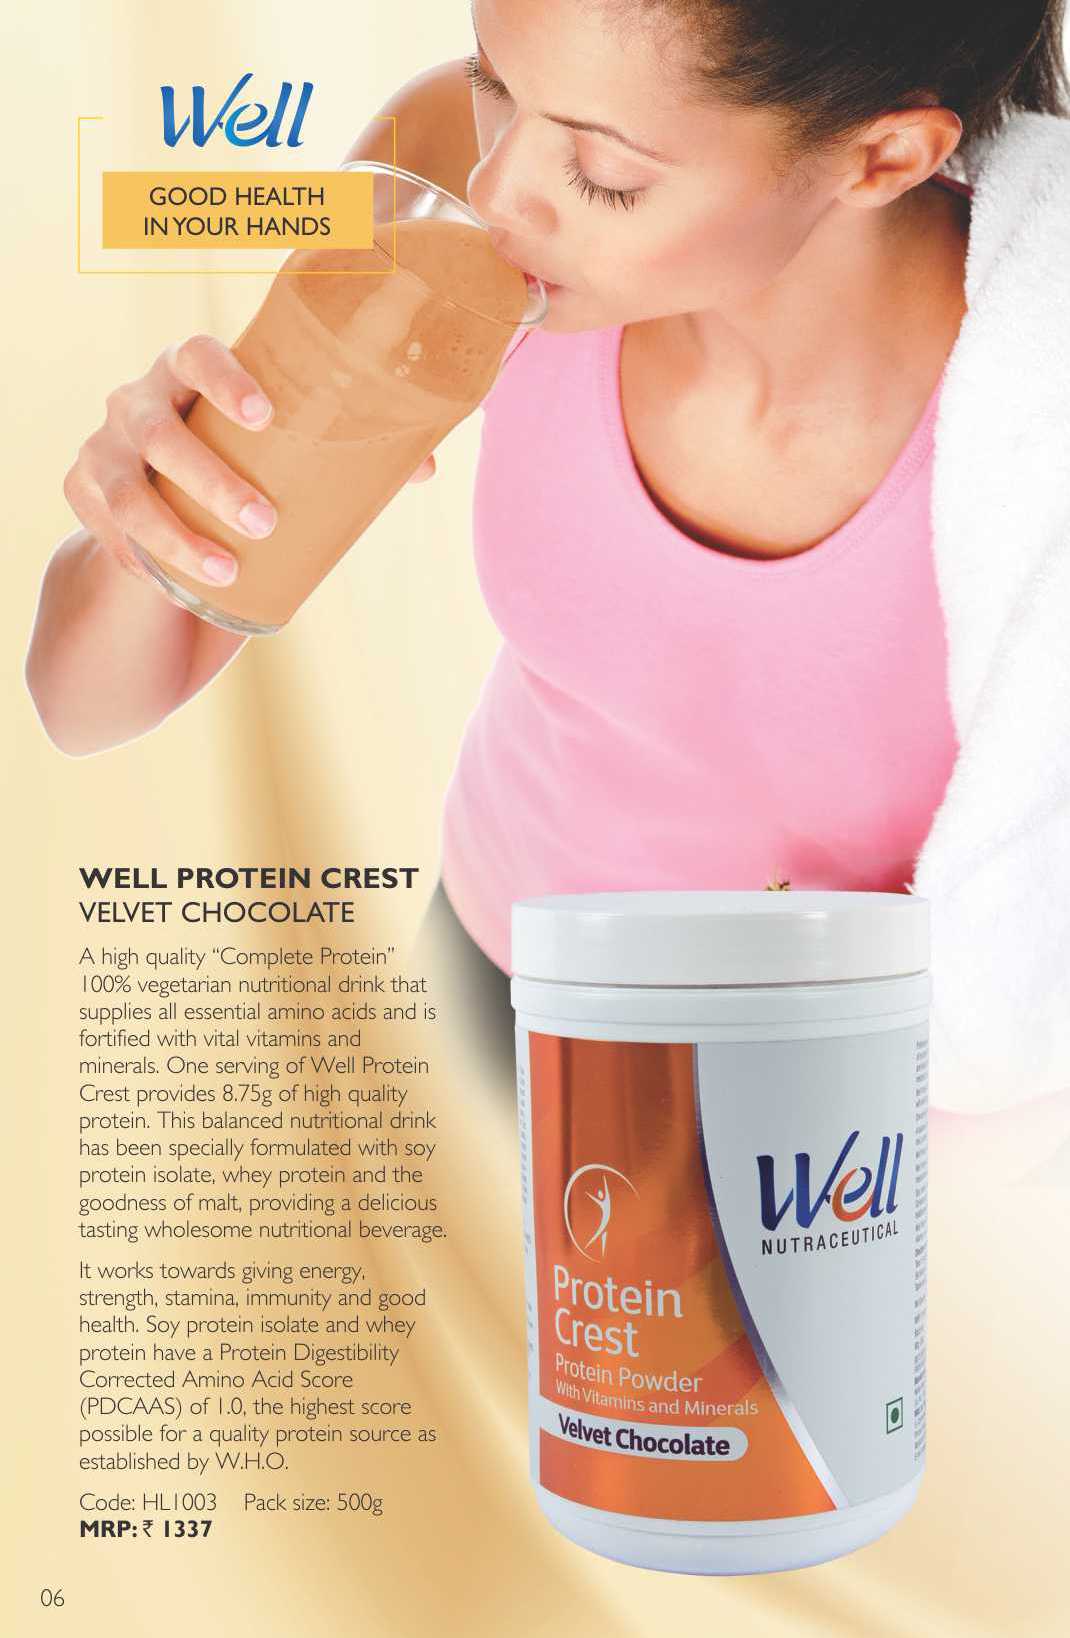 Well
GOOD HEALTH
IN YOUR HANDS
WELL PROTEIN CREST
VELVET CHOCOLATE
A high quality “Complete Protein”
100% vegetarian nutritional drink that
supplies all essential amino acids and is
fortified with vital vitamins and
minerals. One serving of Well Protein
Crest provides 8.75g of high quality
protein. This balanced nutritional drink
has been specially formulated with soy
protein isolate, whey protein and the
goodness of malt, providing a delicious
tasting wholesome nutritional beverage.
It works towards giving energy,
strength, stamina, immunity and good
health. Soy protein isolate and whey
protein have a Protein Digestibility
Corrected Amino Acid Score
(PDCAAS) of 1.0, the highest score
possible for a quality protein source as
established by W.H.O.
Code: HL1003 Pack size: 500g
MRP: ₹ 1337
Well
NUTRACEUTICAL
Protein
Crest
Protein Powder
With Vitamins and Minerals
Velvet Chocolate
06